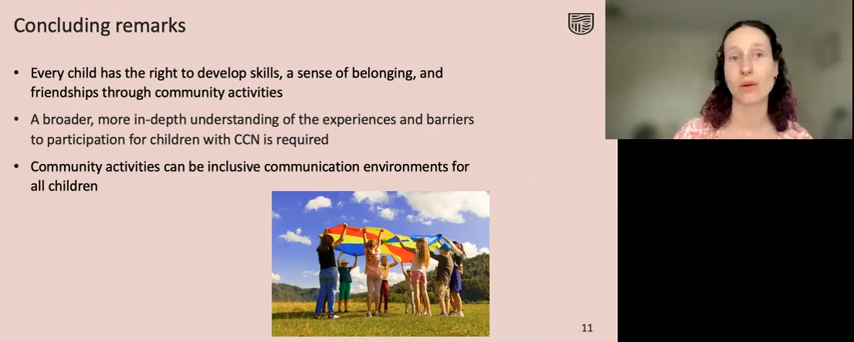 Concluding remarks
• Every child has the right to develop skills, a sense of belonging, and
friendships through community activities
• A broader, more in-depth understanding of the experiences and barriers
to participation for children with CCN is required
• Community activities can be inclusive communication environments for
all children
11